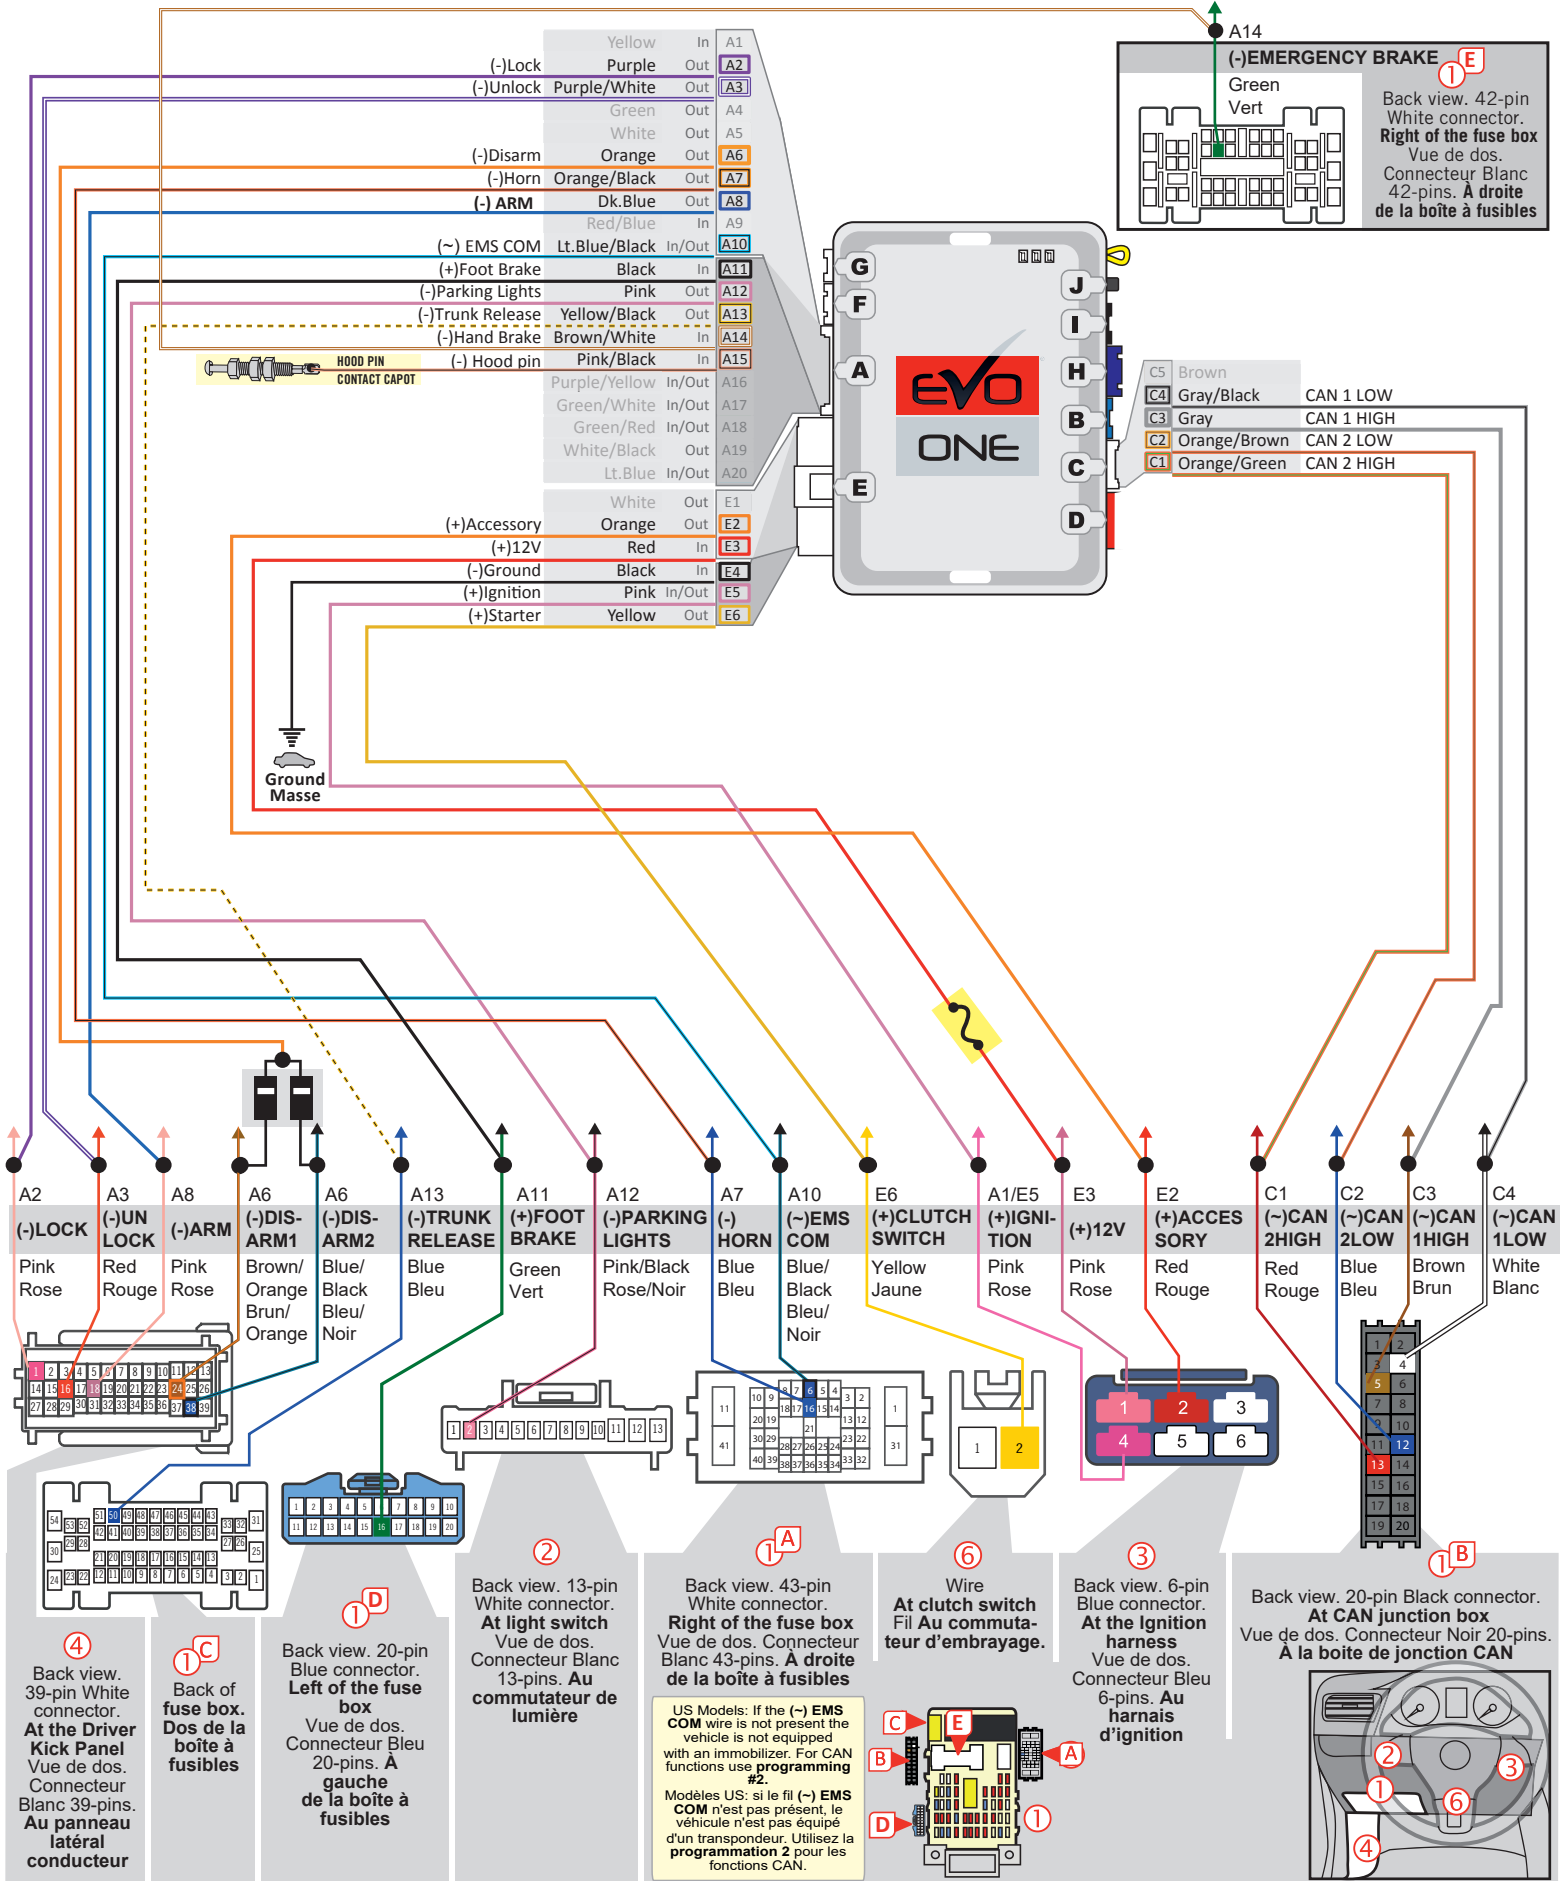 Yellow In A1
(-)Lock Purple Out A2
(-)Unlock Purple/White Out A3
Green Out A4
White Out A5
(-)Disarm Orange Out A6
(-)Horn Orange/Black Out A7
(-) ARM Dk.Blue Out A8
Red/Blue In A9
(~) EMS COM Lt.Blue/Black In/Out A10
(+)Foot Brake Black In A11
(-)Parking Lights Pink Out A12
(-)Trunk Release Yellow/Black Out A13
(-)Hand Brake Brown/White In A14
(-) Hood pin Pink/Black In A15
Purple/Yellow In/Out A16
Green/White In/Out A17
Green/Red In/Out A18
White/Black Out A19
Lt.Blue In/Out A20
White Out E1
(+)Accessory Orange Out E2
(+)12V Red In E3
(-)Ground Black In E4
(+)Ignition Pink In/Out E5
(+)Starter Yellow Out E6
HOOD PIN
CONTACT CAPOT
Ground
Masse
G
F
A
E
J
I
H
B
C
D
EVO
ONE
C5 Brown
C4 Gray/Black CAN 1 LOW
C3 Gray CAN 1 HIGH
C2 Orange/Brown CAN 2 LOW
C1 Orange/Green CAN 2 HIGH
A14
(-)EMERGENCY BRAKE
1 E
Green
Vert
Back view. 42-pin
White connector.
Right of the fuse box
Vue de dos.
Connecteur Blanc
42-pins. À droite
de la boîte à fusibles
A2
(-)LOCK
Pink
Rose
A3
(-)UN
LOCK
Red
Rouge
A8
(-)ARM
Pink
Rose
A6
(-)DIS-
ARM1
Brown/
Orange
Brun/
Orange
A6
(-)DIS-
ARM2
Blue/
Black
Bleu/
Noir
A13
(-)TRUNK
RELEASE
Blue
Bleu
A11
(+)FOOT
BRAKE
Green
Vert
A12
(-)PARKING
LIGHTS
Pink/Black
Rose/Noir
A7
(-)
HORN
Blue
Bleu
A10
(~)EMS
COM
Blue/
Black
Bleu/
Noir
E6
(+)CLUTCH
SWITCH
Yellow
Jaune
A1/E5
(+)IGNI-
TION
Pink
Rose
E3
(+)12V
Pink
Rose
E2
(+)ACCES
SORY
Red
Rouge
C1
(~)CAN
2HIGH
Red
Rouge
C2
(~)CAN
2LOW
Blue
Bleu
C3
(~)CAN
1HIGH
Brown
Brun
C4
(~)CAN
1LOW
White
Blanc
4
Back view.
39-pin White
connector.
At the Driver
Kick Panel
Vue de dos.
Connecteur
Blanc 39-pins.
Au panneau
latéral
conducteur
1 C
Back of
fuse box.
Dos de la
boîte à
fusibles
1 D
Back view. 20-pin
Blue connector.
Left of the fuse
box
Vue de dos.
Connecteur Bleu
20-pins. À
gauche
de la boîte à
fusibles
2
Back view. 13-pin
White connector.
At light switch
Vue de dos.
Connecteur Blanc
13-pins. Au
commutateur de
lumière
1 A
Back view. 43-pin
White connector.
Right of the fuse box
Vue de dos. Connecteur
Blanc 43-pins. À droite
de la boîte à fusibles
US Models: If the (~) EMS
COM wire is not present the
vehicle is not equipped
with an immobilizer. For CAN
functions use programming
#2.
Modèles US: si le fil (~) EMS
COM n'est pas présent, le
véhicule n'est pas équipé
d'un transpondeur. Utilisez la
programmation 2 pour les
fonctions CAN.
C
E
B
A
D
1
6
Wire
At clutch switch
Fil Au commuta-
teur d'embrayage.
1 2
3
Back view. 6-pin
Blue connector.
At the Ignition
harness
Vue de dos.
Connecteur Bleu
6-pins. Au
harnais
d'ignition
1 2 3
4 5 6
1 B
Back view. 20-pin Black connector.
At CAN junction box
Vue de dos. Connecteur Noir 20-pins.
À la boite de jonction CAN
2
3
1
6
4